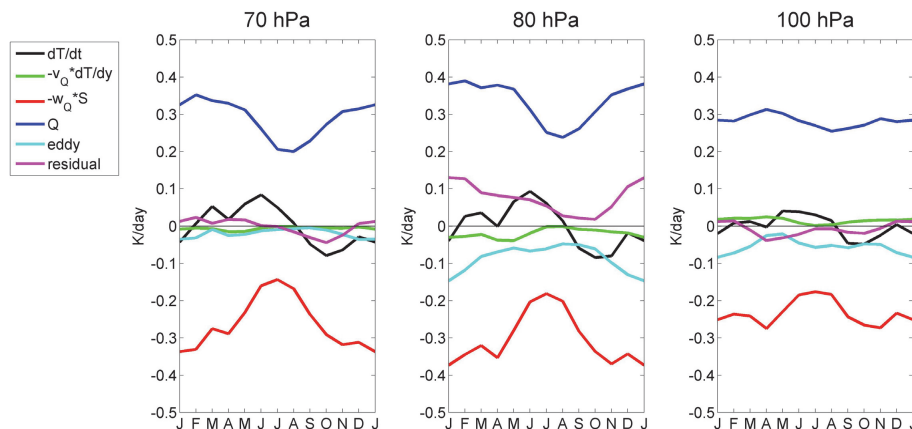 70 hPa
80 hPa
100 hPa
dT/dt
-v_Q*dT/dy
-w_Q*S
Q
eddy
residual
K/day
0.5
0.4
0.3
0.2
0.1
0
-0.1
-0.2
-0.3
-0.4
-0.5
J F M A M J J A S O N D J
K/day
0.5
0.4
0.3
0.2
0.1
0
-0.1
-0.2
-0.3
-0.4
-0.5
J F M A M J J A S O N D J
K/day
0.5
0.4
0.3
0.2
0.1
0
-0.1
-0.2
-0.3
-0.4
-0.5
J F M A M J J A S O N D J